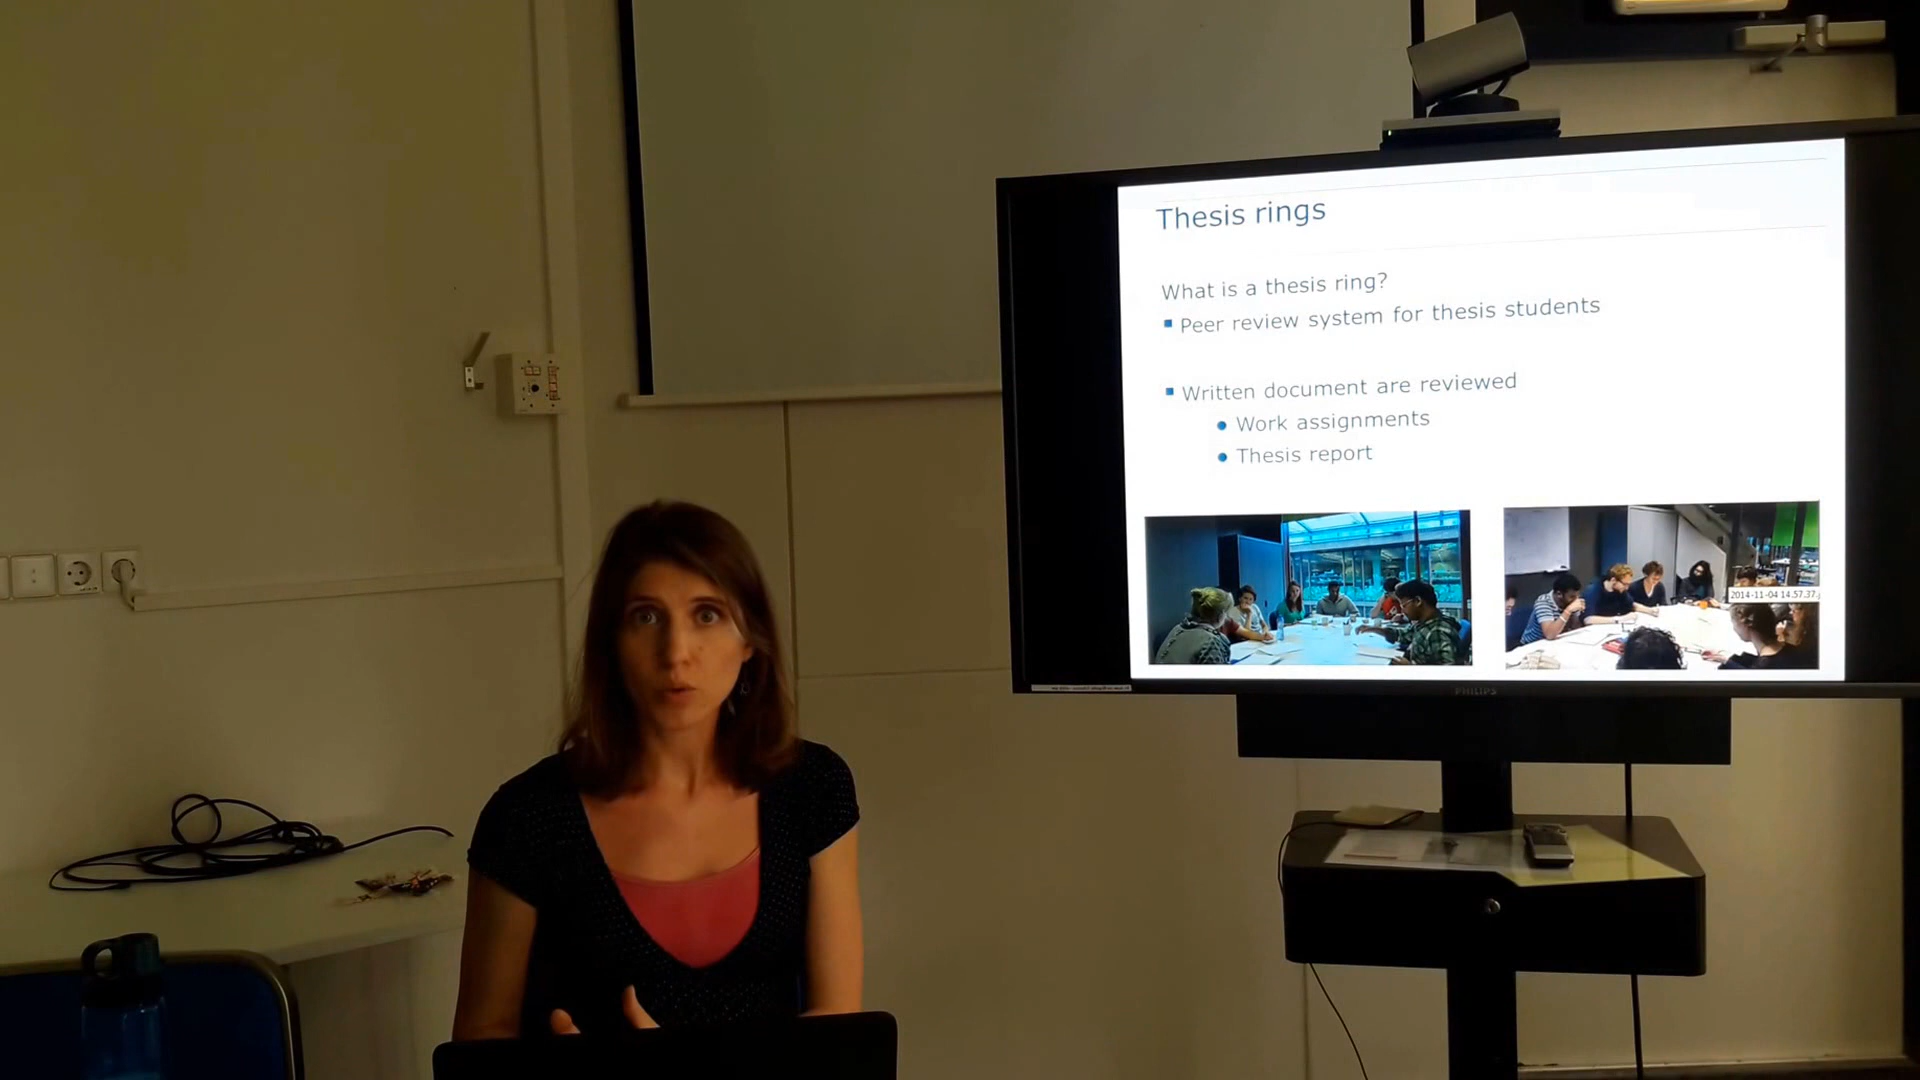 Thesis rings
What is a thesis ring?
Peer review system for thesis students
Written document are reviewed
Work assignments
Thesis report
2014-11-04 14.57.37
PHILIPS